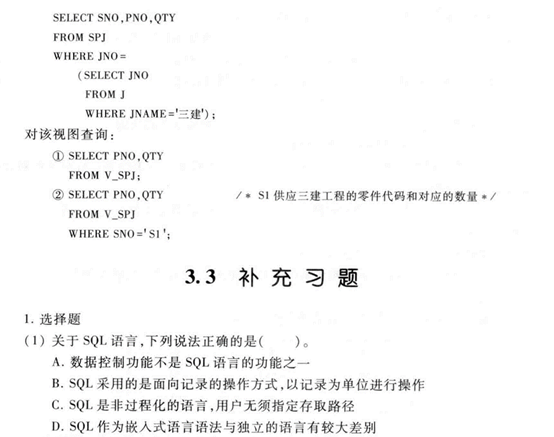 SELECT SNO,PNO,QTY
FROM SPJ
WHERE JNO=
(SELECT JNO
FROM J
WHERE JNAME='三建');
对该视图查询:
① SELECT PNO,QTY
FROM V_SPJ;
② SELECT PNO,QTY /* S1 供应三建工程的零件代码和对应的数量 */
FROM V_SPJ
WHERE SNO='S1';
3.3 补充习题
1. 选择题
(1) 关于 SQL 语言,下列说法正确的是( )。
A. 数据控制功能不是 SQL 语言的功能之一
B. SQL 采用的是面向记录的操作方式,以记录为单位进行操作
C. SQL 是非过程化的语言,用户无须指定存取路径
D. SQL 作为嵌入式语言语法与独立的语言有较大差别